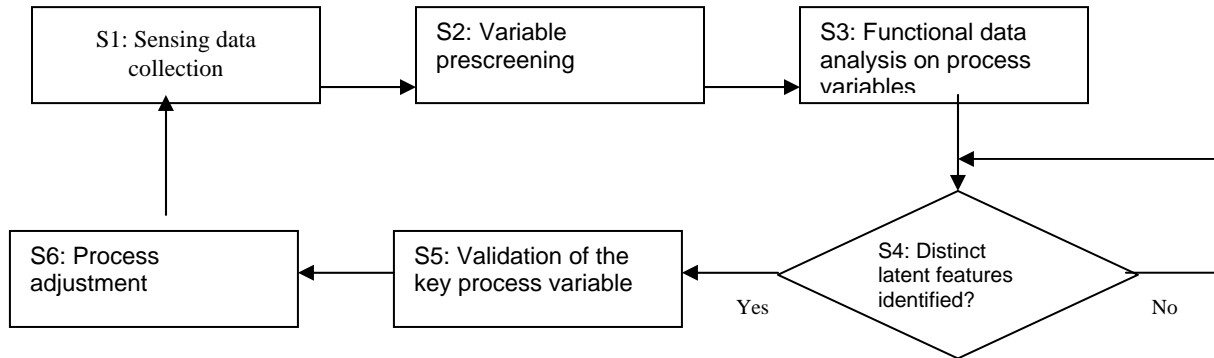 S1: Sensing data
collection
S2: Variable
prescreening
S3: Functional data
analysis on process
variables
S4: Distinct
latent features
identified?
Yes
No
S5: Validation of the
key process variable
S6: Process
adjustment